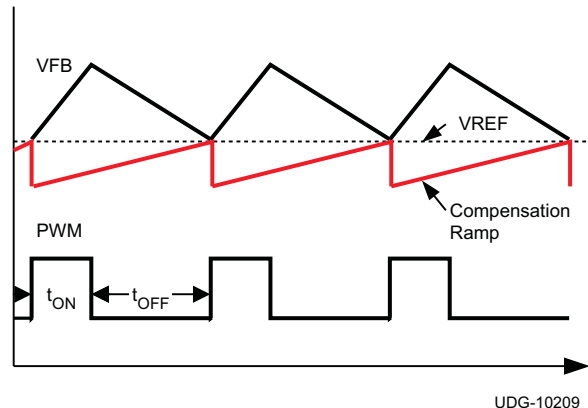 VFB
VREF
Compensation
Ramp
PWM
tON
tOFF
UDG-10209